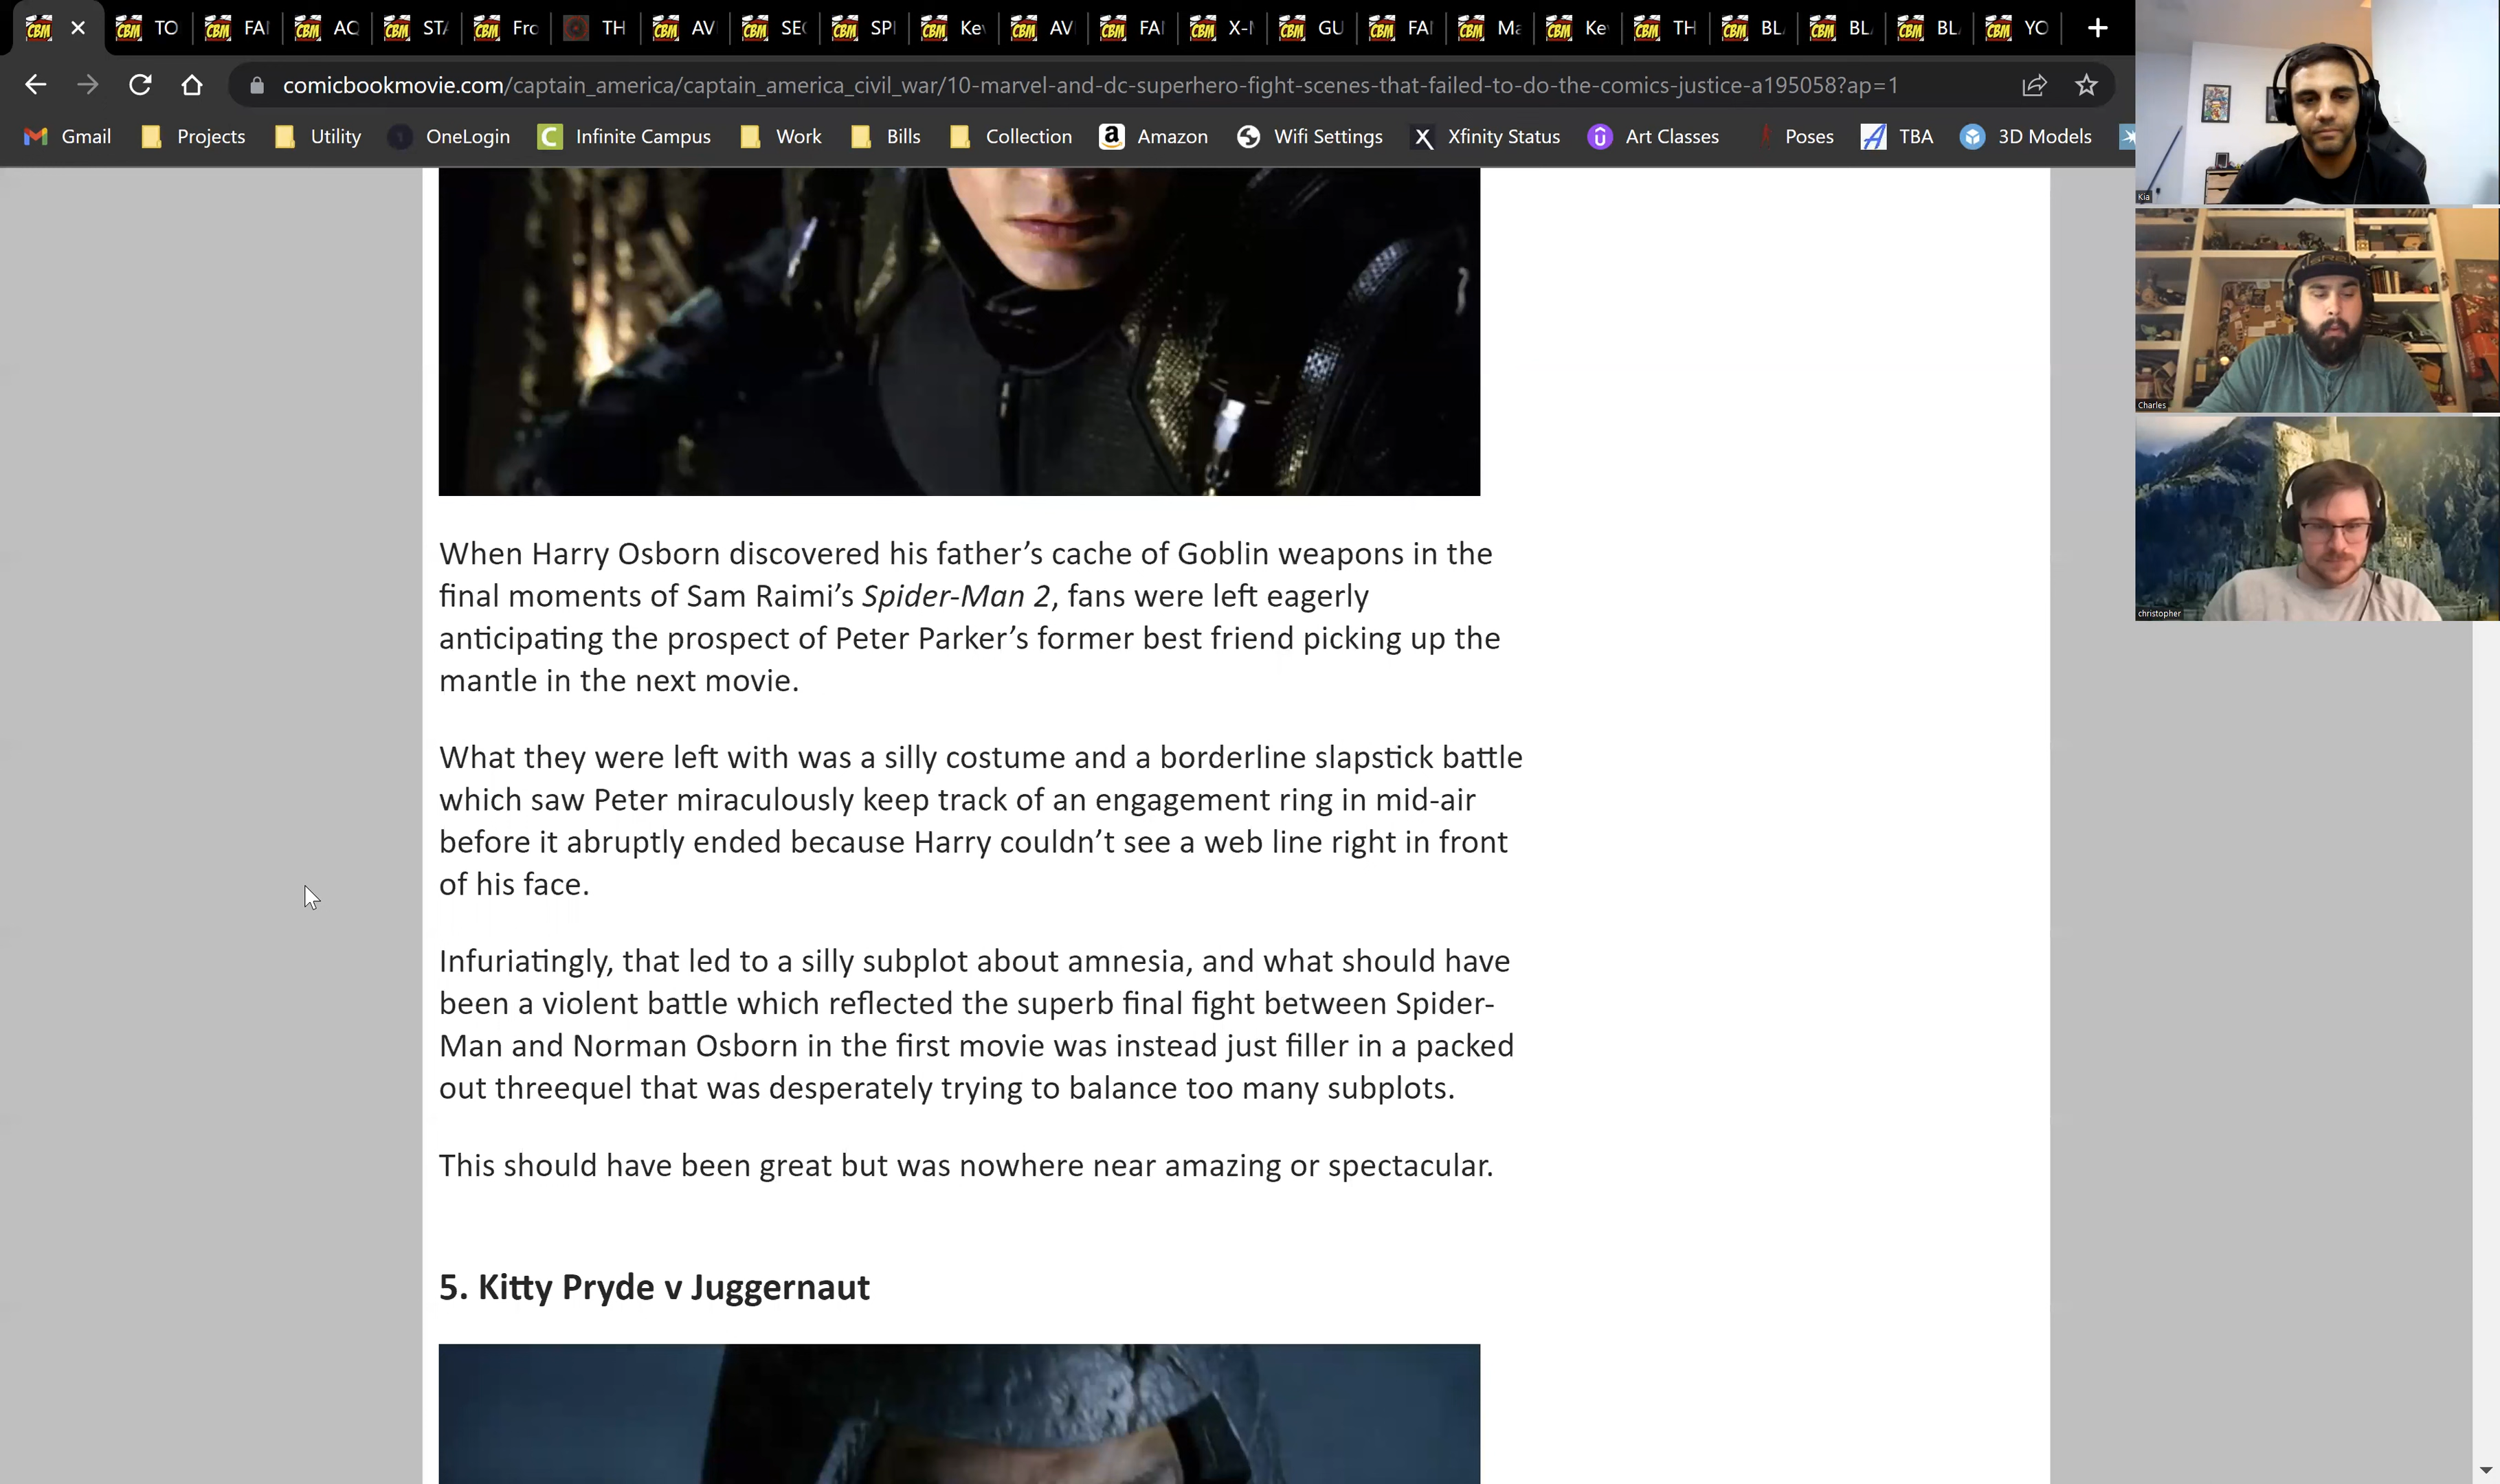 TO
FA
AC
STA
Fro
TH
AV
SE
SPI
Ke
AV
FA
X-
GU
FA
Ma
Ke
TH
BL
BL
BL
YO
comicbookmovie.com/captain_america/captain_america_civil_war/10-marvel-and-dc-superhero-fight-scenes-that-failed-to-do-the-comics-justice-a195058?ap=1
Gmail
Projects
Utility
OneLogin
Infinite Campus
Work
Bills
Collection
Amazon
Wifi Settings
Xfinity Status
Art Classes
Poses
TBA
3D Models
Kia
Charles
christopher
When Harry Osborn discovered his father’s cache of Goblin weapons in the
final moments of Sam Raimi’s Spider-Man 2, fans were left eagerly
anticipating the prospect of Peter Parker’s former best friend picking up the
mantle in the next movie.
What they were left with was a silly costume and a borderline slapstick battle
which saw Peter miraculously keep track of an engagement ring in mid-air
before it abruptly ended because Harry couldn’t see a web line right in front
of his face.
Infuriatingly, that led to a silly subplot about amnesia, and what should have
been a violent battle which reflected the superb final fight between Spider-
Man and Norman Osborn in the first movie was instead just filler in a packed
out threequel that was desperately trying to balance too many subplots.
This should have been great but was nowhere near amazing or spectacular.
5. Kitty Pryde v Juggernaut